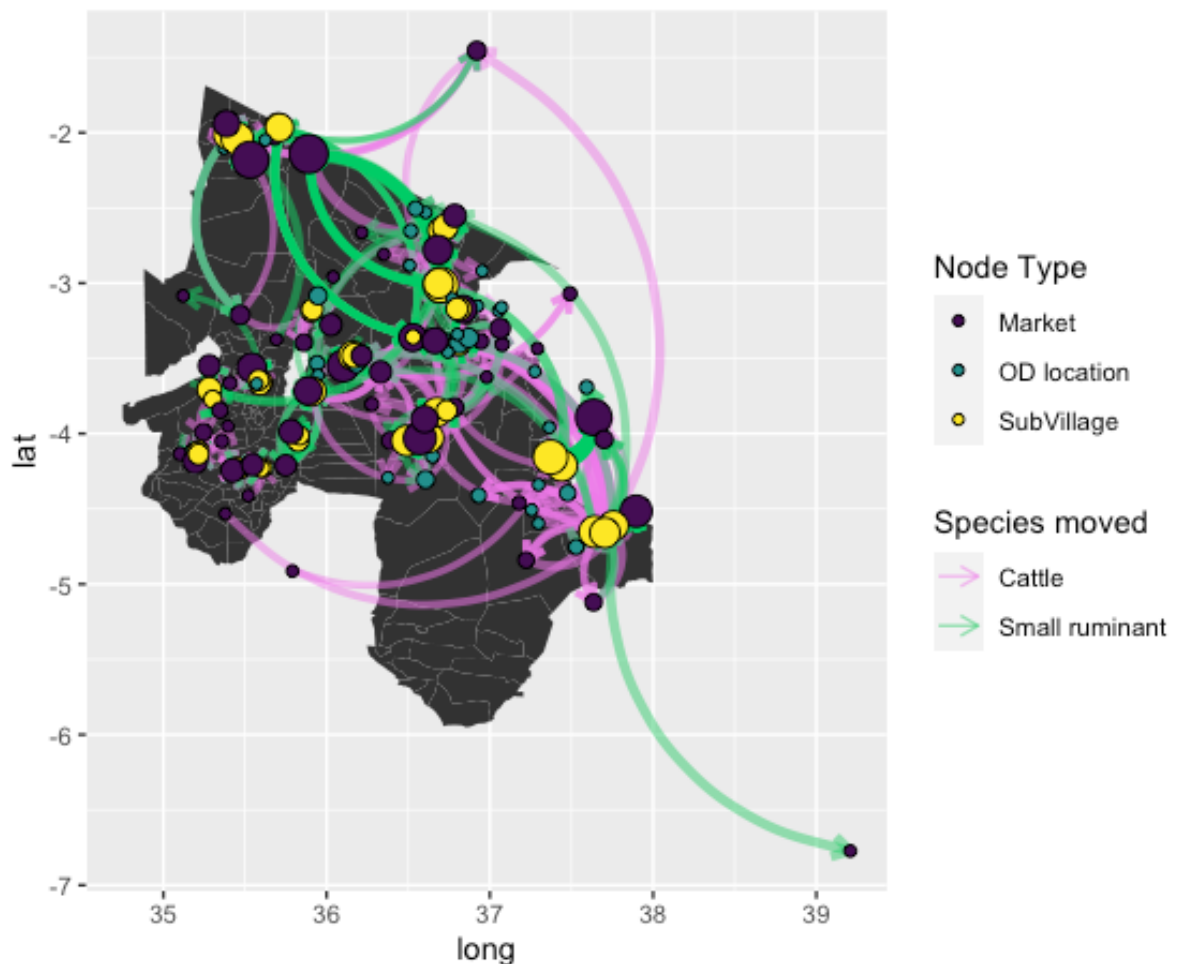 -2
-3
-4
-5
-6
-7
lat
35
36
37
38
39
long
Node Type
Market
OD location
SubVillage
Species moved
Cattle
Small ruminant